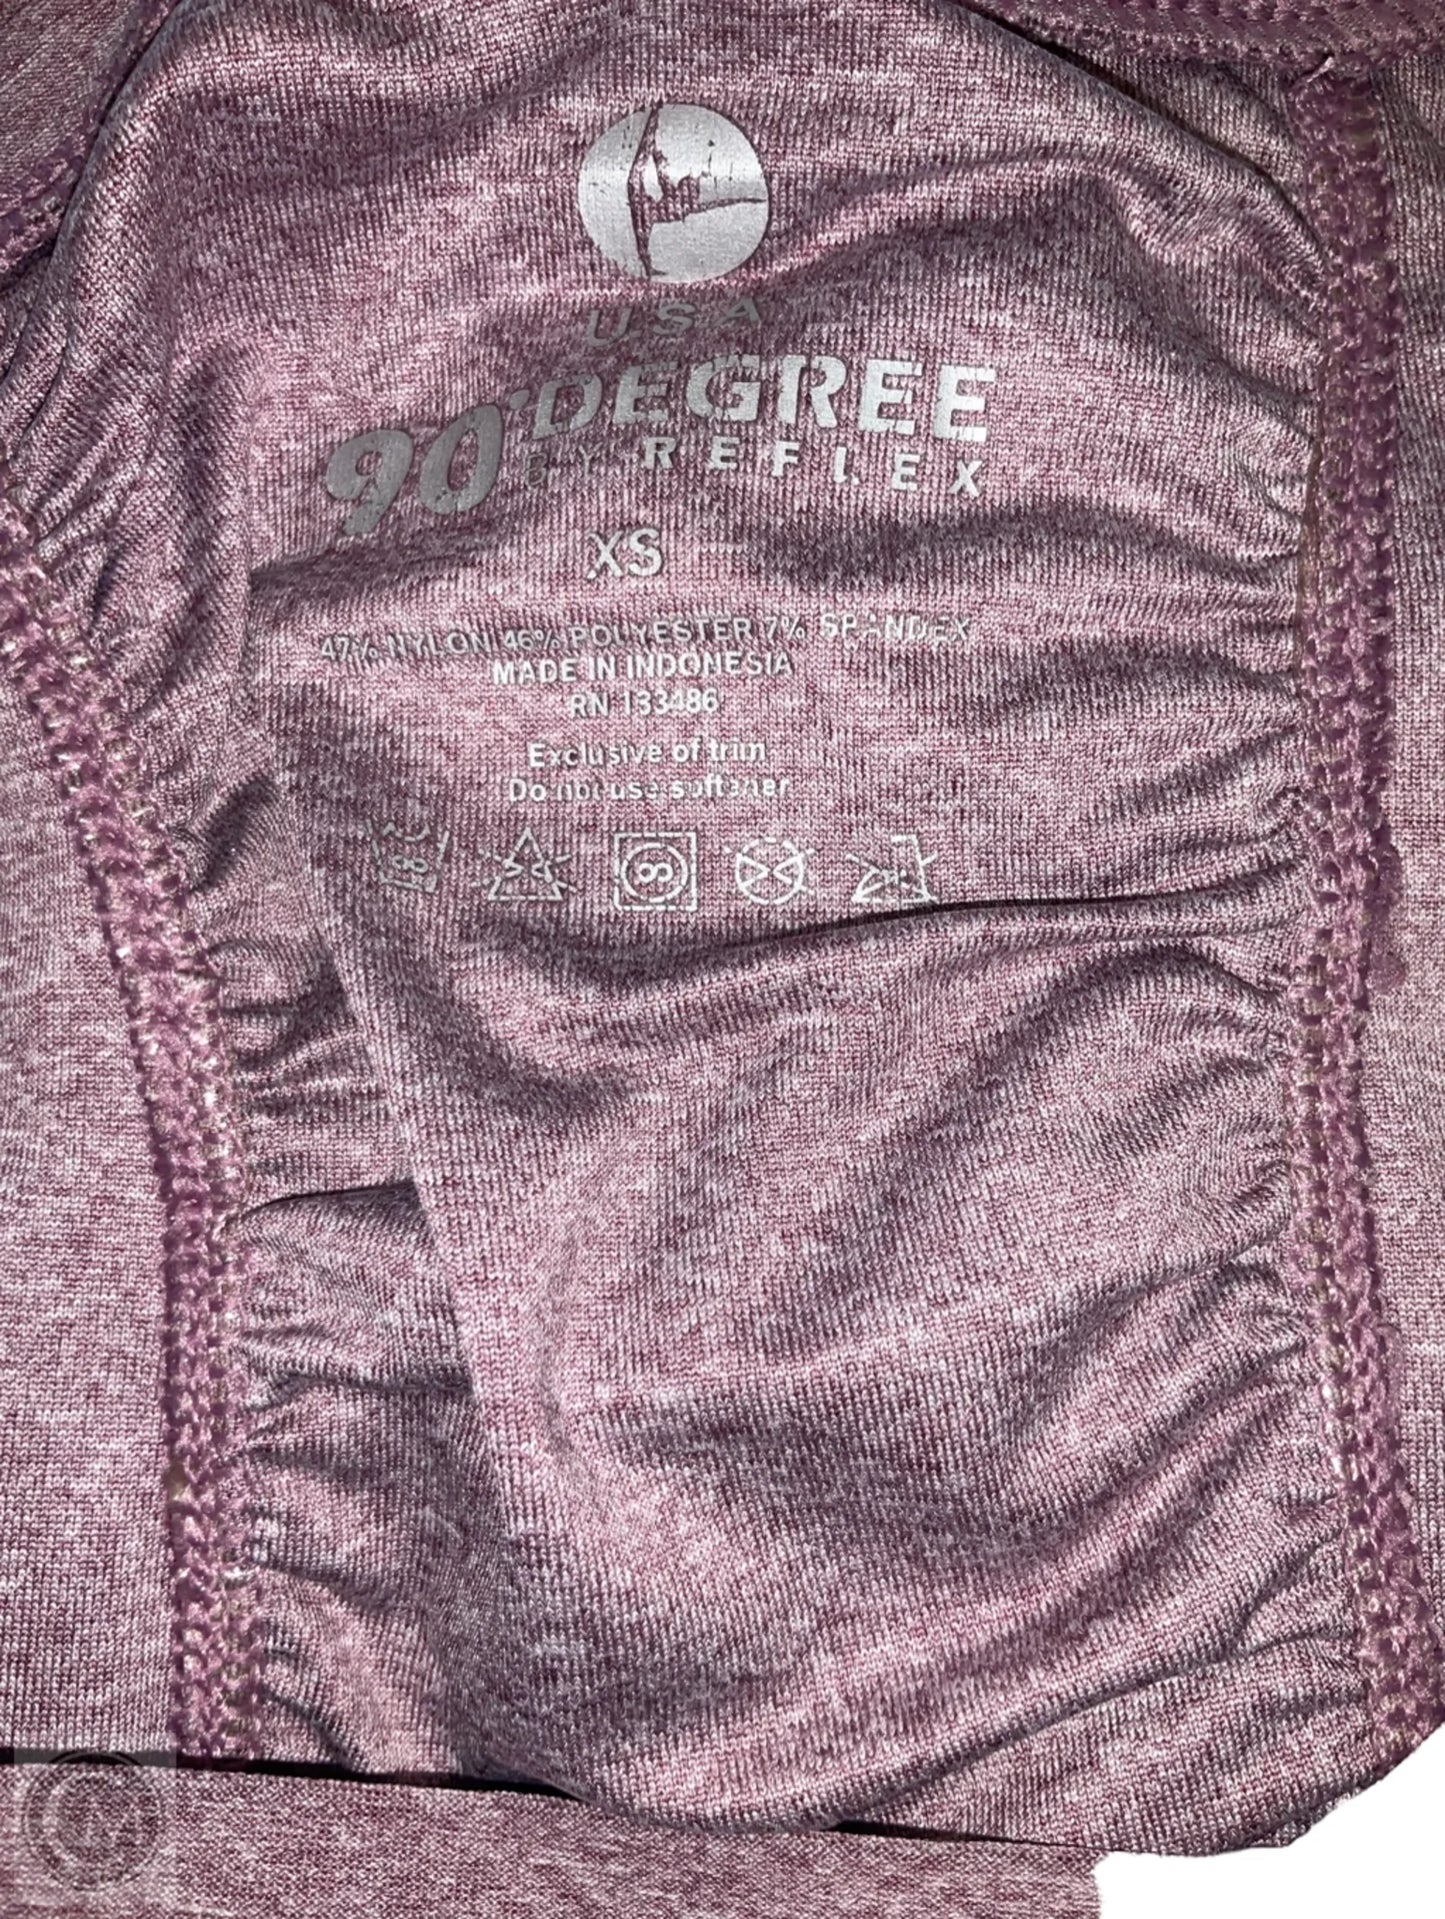 U.S.A
90° DEGREE
BY REFLEX
XS
47% NYLON 46% POLYESTER 7% SPANDEX
MADE IN INDONESIA
RN 133486
Exclusive of trim
Do not use softener